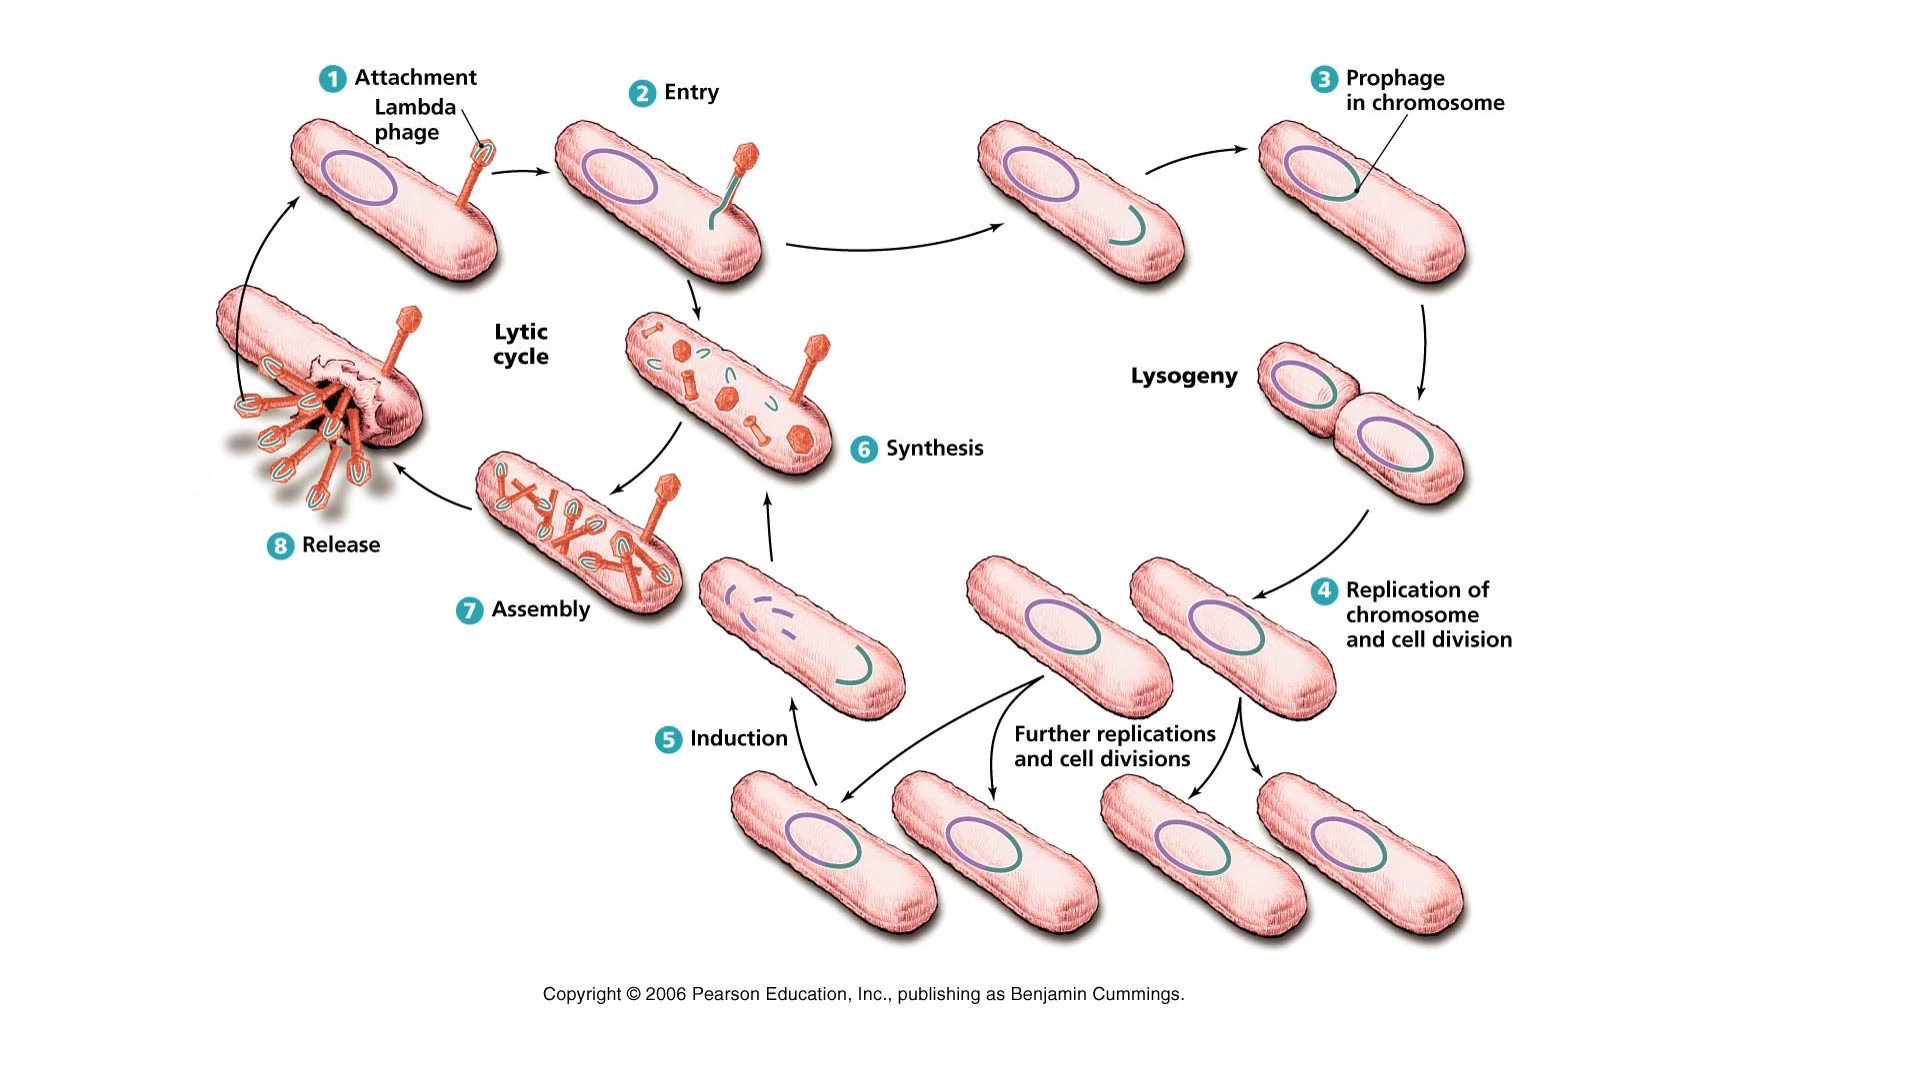 1 Attachment
Lambda
phage
2 Entry
3 Prophage
in chromosome
Lytic
cycle
Lysogeny
6 Synthesis
8 Release
7 Assembly
4 Replication of
chromosome
and cell division
5 Induction
Further replications
and cell divisions
Copyright © 2006 Pearson Education, Inc., publishing as Benjamin Cummings.